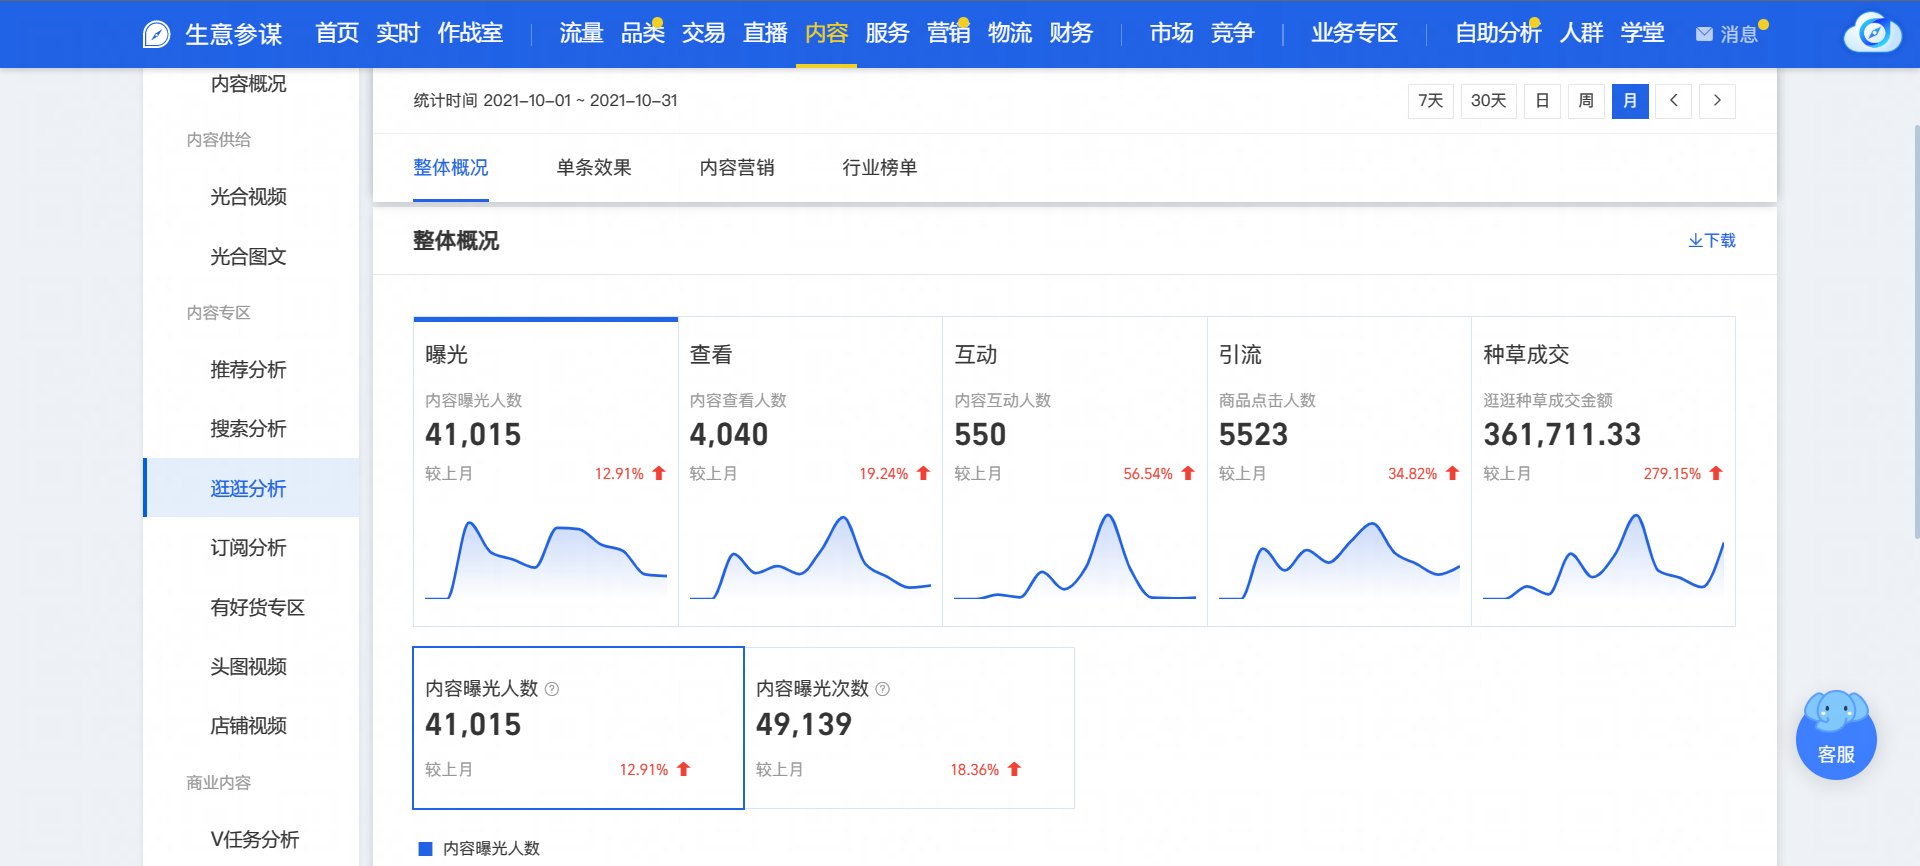 生意参谋 首页 实时 作战室 流量 品类 交易 直播 内容 服务 营销 物流 财务 市场 竞争 业务专区 自助分析 人群 学堂 消息
内容概况
内容供给
光合视频
光合图文
内容专区
推荐分析
搜索分析
逛逛分析
订阅分析
有好货专区
头图视频
店铺视频
商业内容
V任务分析
统计时间 2021-10-01 ~ 2021-10-31
7天 30天 日 周 月 < >
整体概况 单条效果 内容营销 行业榜单
整体概况
下载
曝光
内容曝光人数
41,015
较上月 12.91%
查看
内容查看人数
4,040
较上月 19.24%
互动
内容互动人数
550
较上月 56.54%
引流
商品点击人数
5523
较上月 34.82%
种草成交
逛逛种草成交金额
361,711.33
较上月 279.15%
内容曝光人数 ?
41,015
较上月 12.91%
内容曝光次数 ?
49,139
较上月 18.36%
内容曝光人数
客服